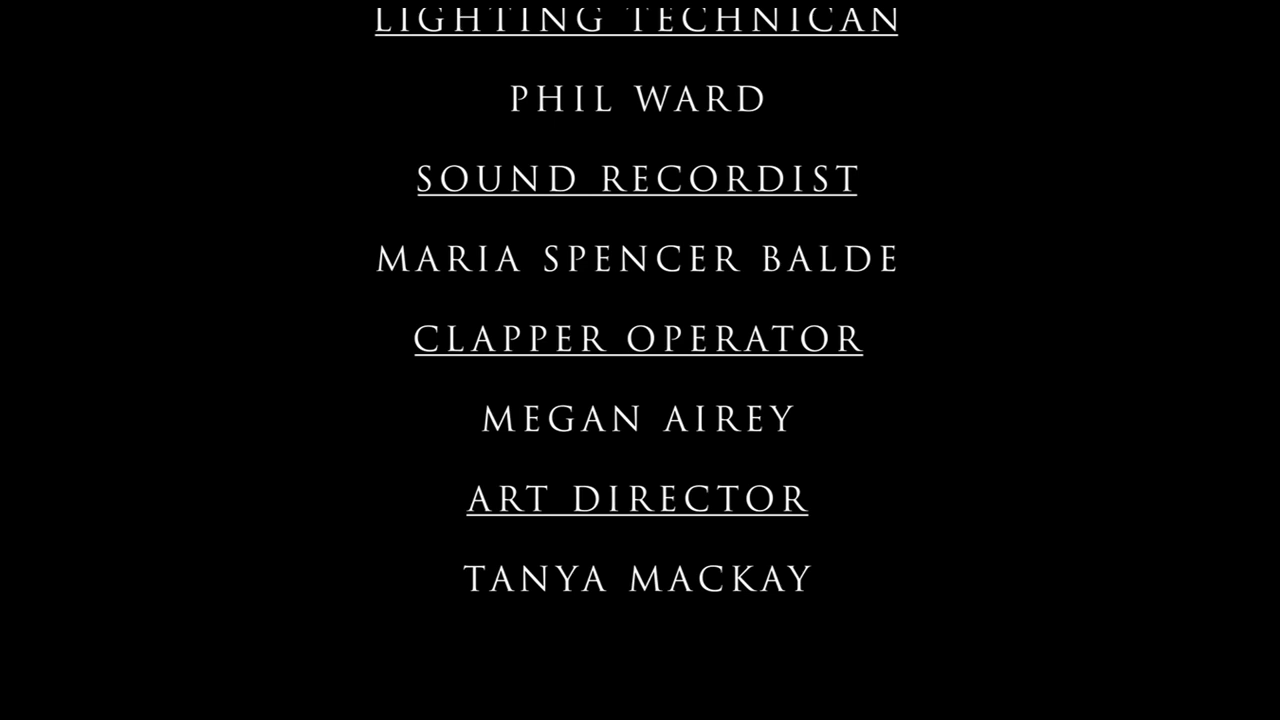 LIGHTING TECHNICAN
PHIL WARD
SOUND RECORDIST
MARIA SPENCER BALDE
CLAPPER OPERATOR
MEGAN AIREY
ART DIRECTOR
TANYA MACKAY